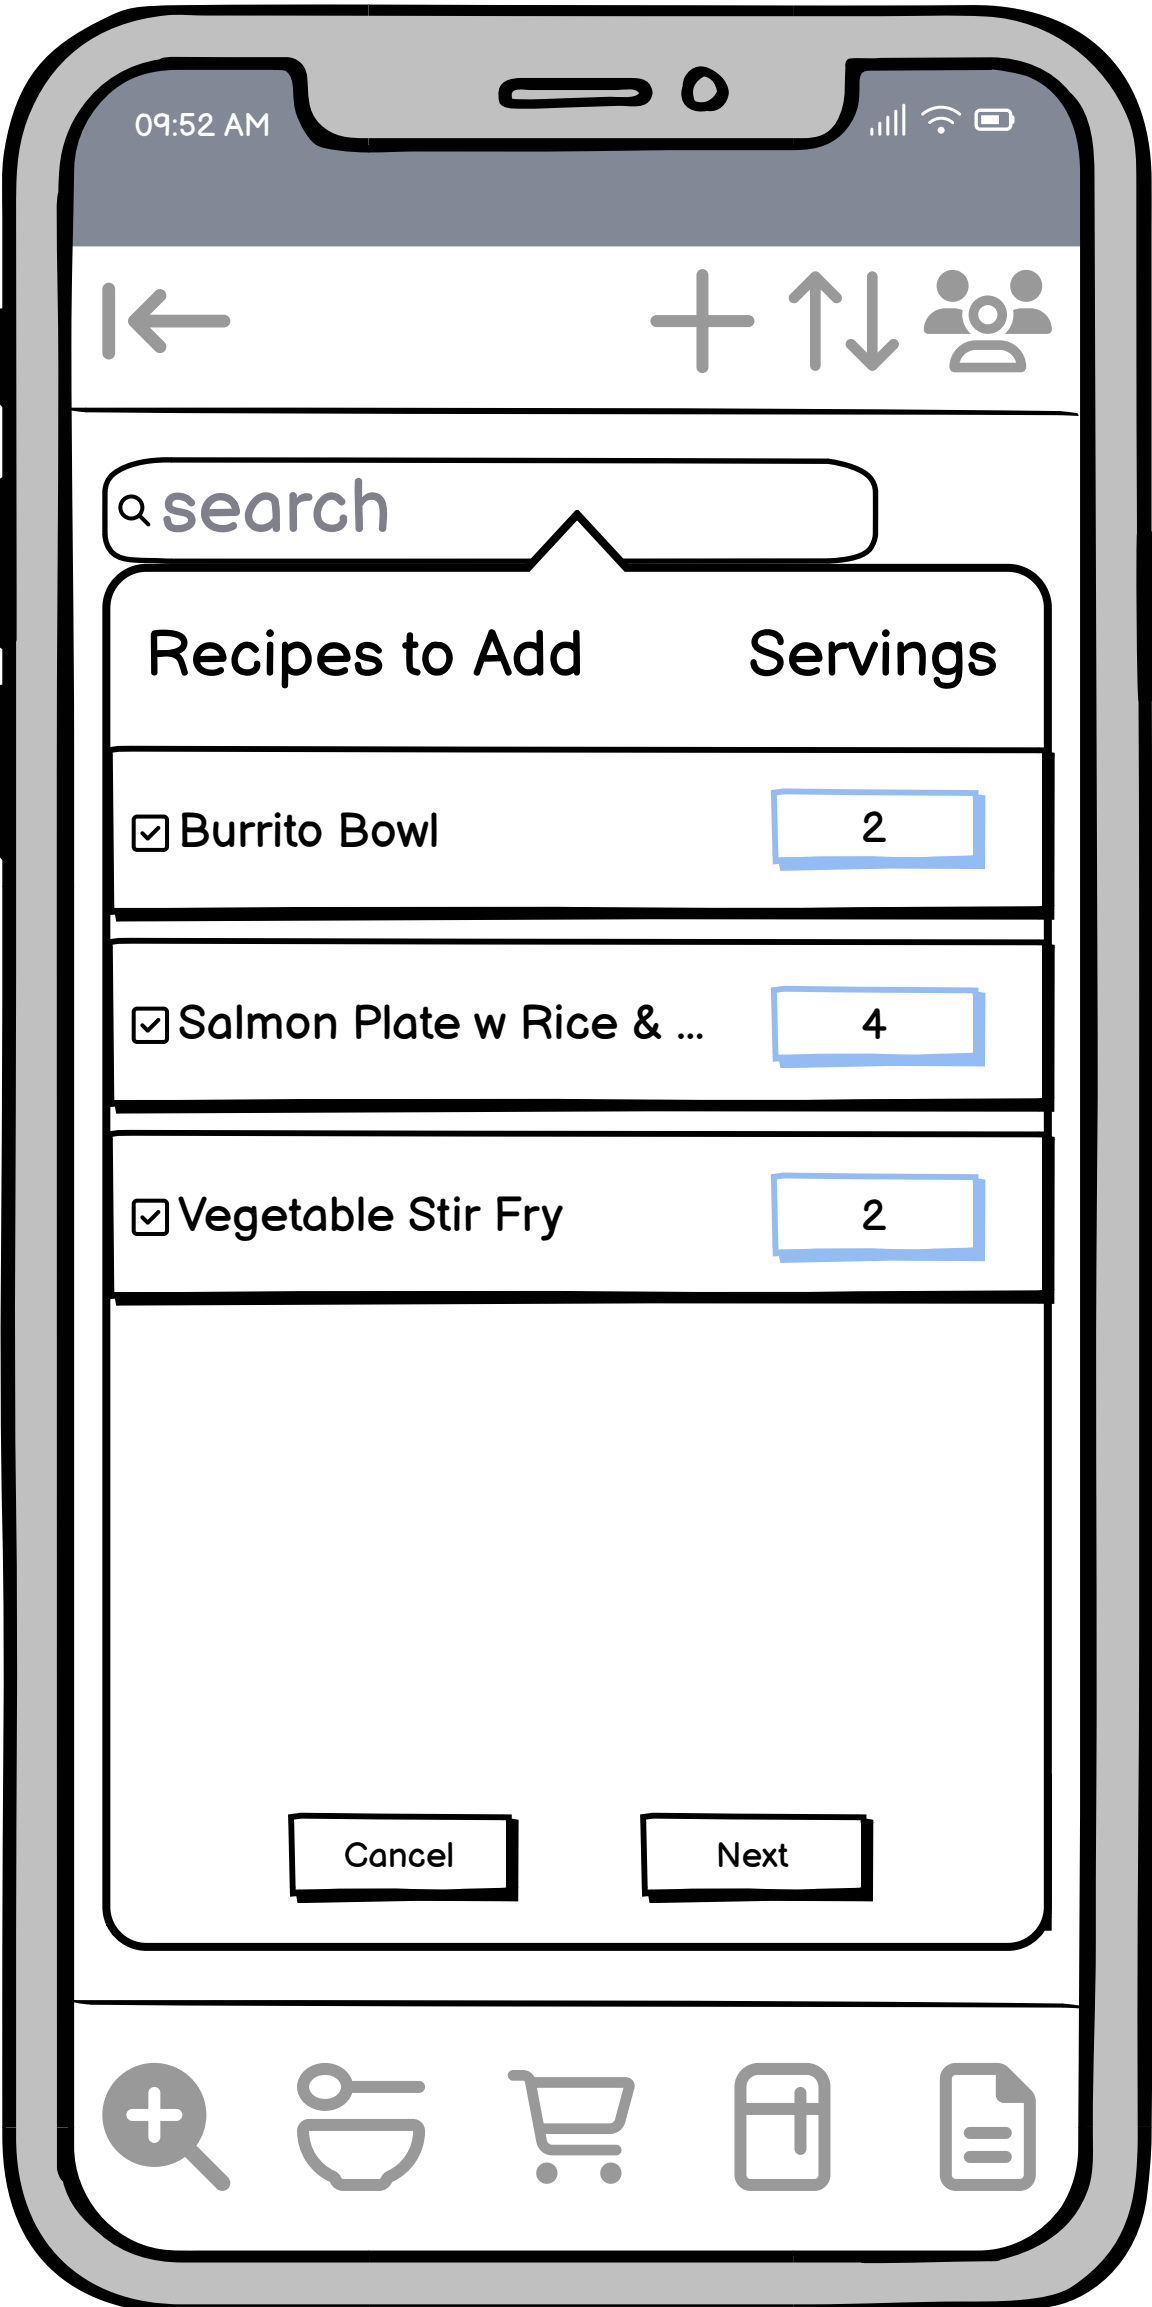 09:52 AM
search
Recipes to Add Servings
Burrito Bowl 2
Salmon Plate w Rice & ... 4
Vegetable Stir Fry 2
Cancel Next